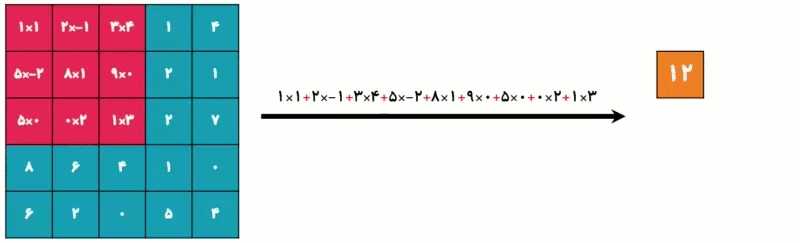 ۱×۱ ۲×-۱ ۳×۴ ۱ ۴
۵×-۲ ۸×۱ ۹×۰ ۲ ۱
۵×۰ ۰×۲ ۱×۳ ۲ ۷
۸ ۶ ۴ ۱ ۰
۶ ۲ ۰ ۵ ۴
۱×۱+۲×-۱+۳×۴+۵×-۲+۸×۱+۹×۰+۵×۰+۰×۲+۱×۳
۱۲